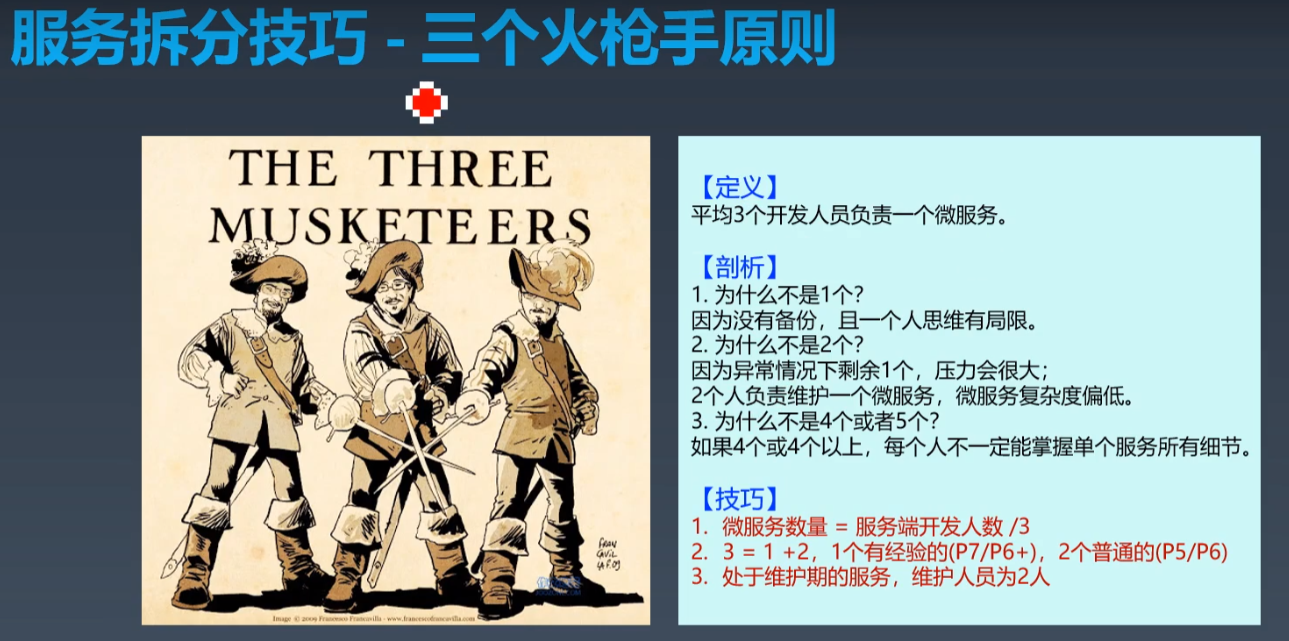 服务拆分技巧 - 三个火枪手原则
THE THREE
MUSKETEERS
FRAN
CAVIL
LA F.09
Image © 2009 Francesco Francavilla - www.francescofrancavilla.com
【定义】
平均3个开发人员负责一个微服务。
【剖析】
1. 为什么不是1个？
因为没有备份，且一个人思维有局限。
2. 为什么不是2个？
因为异常情况下剩余1个，压力会很大；
2个人负责维护一个微服务，微服务复杂度偏低。
3. 为什么不是4个或者5个？
如果4个或4个以上，每个人不一定能掌握单个服务所有细节。
【技巧】
1. 微服务数量 = 服务端开发人数 /3
2. 3 = 1 +2，1个有经验的(P7/P6+)，2个普通的(P5/P6)
3. 处于维护期的服务，维护人员为2人